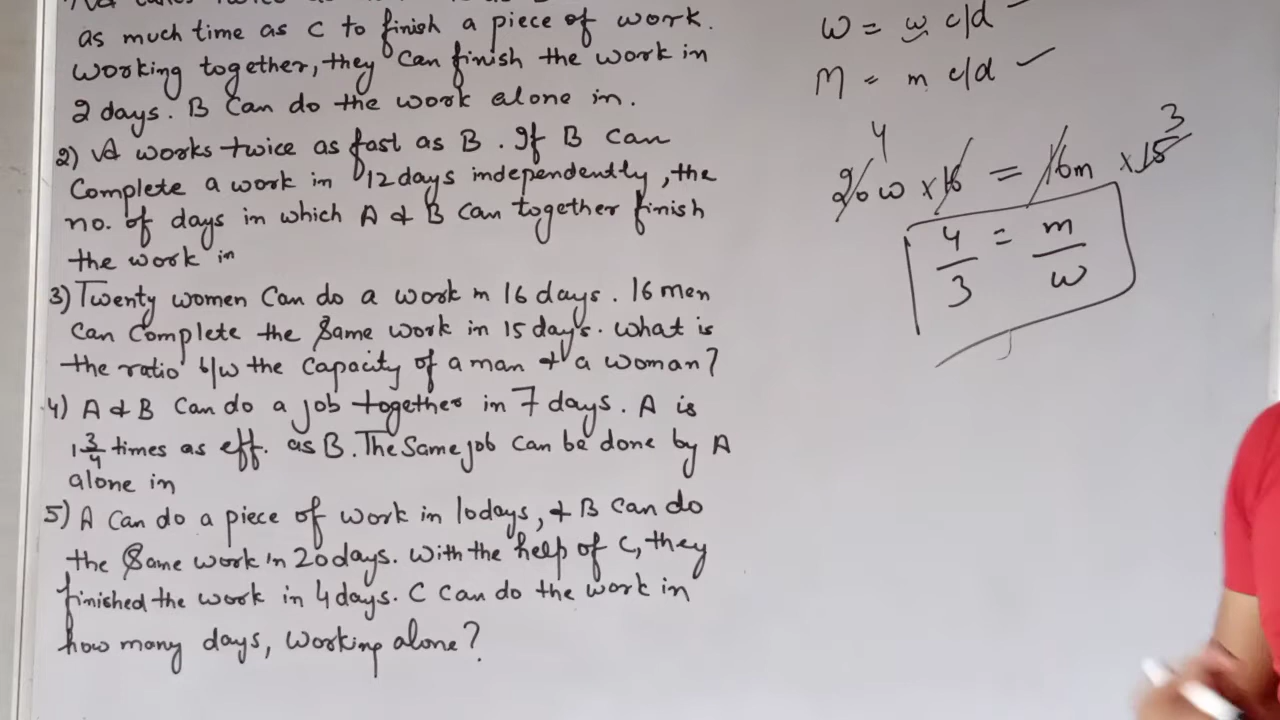 as much time as C to finish a piece of work.
Working together, they can finish the work in
2 days. B can do the work alone in.
2) A works twice as fast as B. If B can
Complete a work in 12 days independently, the
no. of days in which A & B can together finish
the work in
3) Twenty women can do a work in 16 days. 16 men
can complete the same work in 15 days. What is
the ratio b/w the capacity of a man & a woman?
4) A & B can do a job together in 7 days. A is
1 3/4 times as eff. as B. The same job can be done by A
alone in
5) A can do a piece of work in 10 days, & B can do
the same work in 20 days. With the help of C, they
finished the work in 4 days. C can do the work in
how many days, working alone?
W = w c/d
M = m c/d
4 3
20 w × 16 = 16m × 15
4/3 = m/w